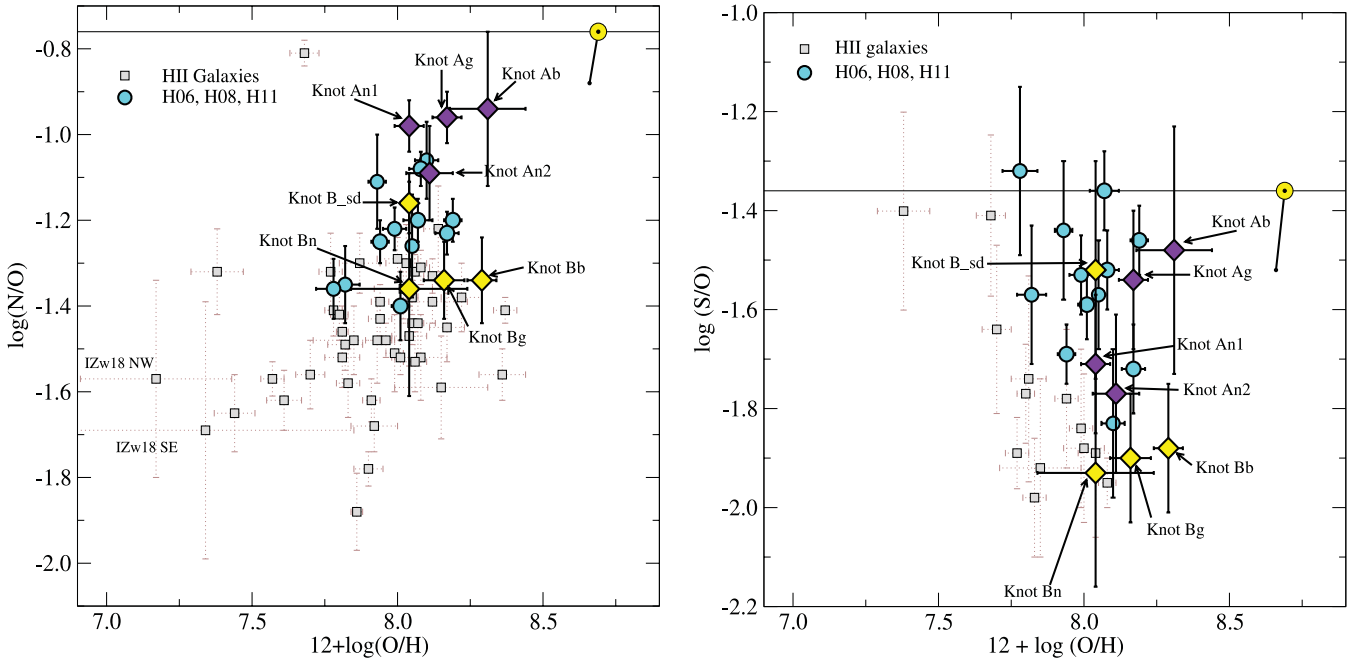 -0.8
-1.0
-1.2
-1.4
-1.6
-1.8
-2.0
log(N/O)
7.0
7.5
8.0
8.5
12+log(O/H)
HII Galaxies
H06, H08, H11
Knot An1
Knot Ag
Knot Ab
Knot An2
Knot B_sd
Knot Bn
Knot Bb
Knot Bg
IZw18 NW
IZw18 SE
-1.0
-1.2
-1.4
-1.6
-1.8
-2.0
-2.2
log (S/O)
7.0
7.5
8.0
8.5
12 + log (O/H)
HII galaxies
H06, H08, H11
Knot Ab
Knot B_sd
Knot Ag
Knot An1
Knot An2
Knot Bb
Knot Bg
Knot Bn